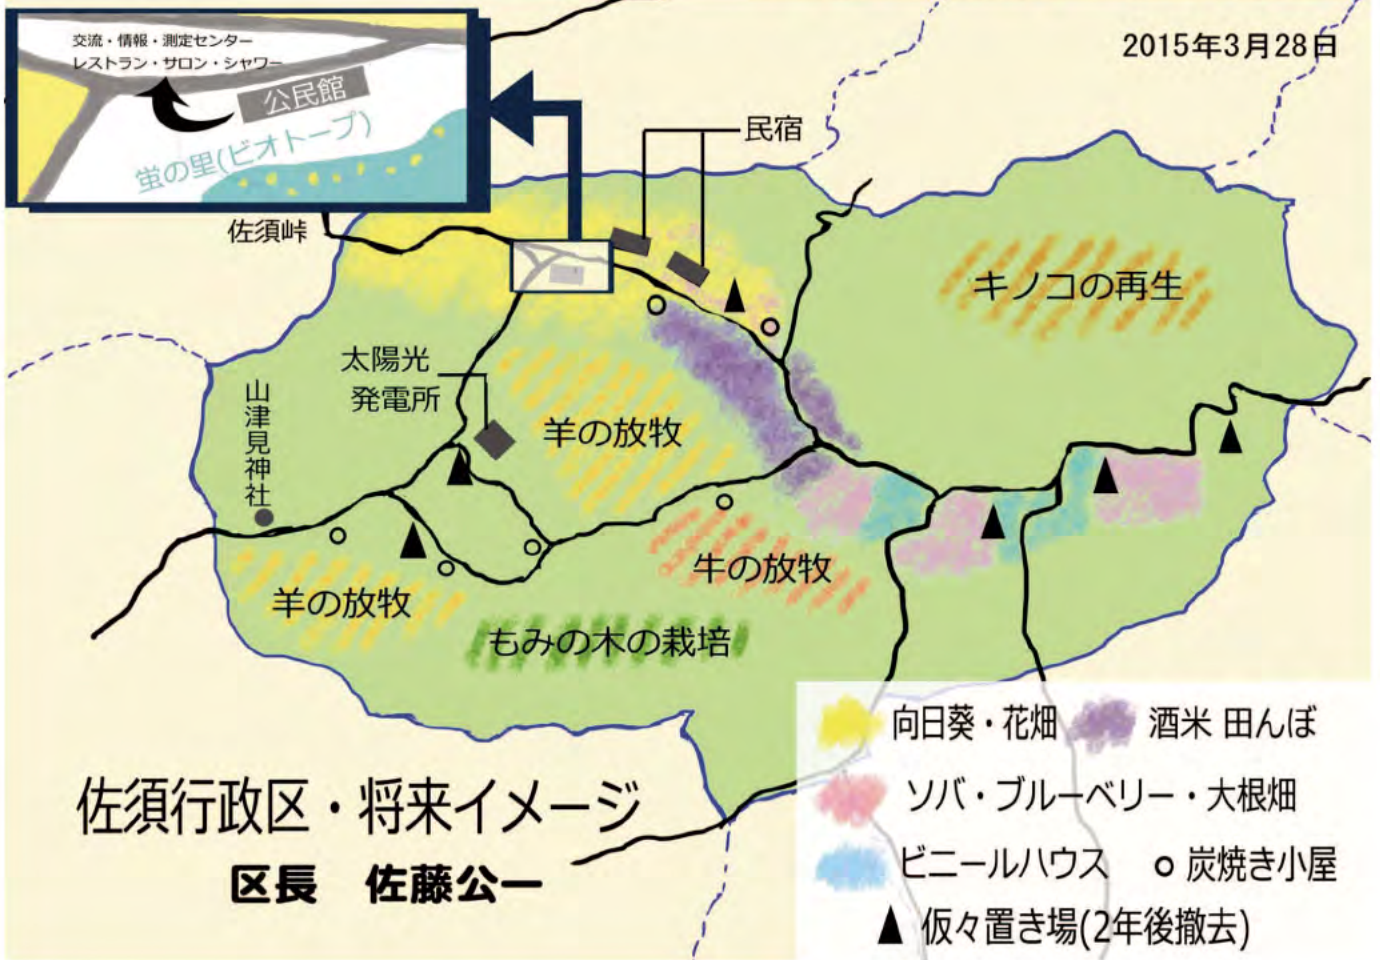 2015年3月28日
交流・情報・測定センター
レストラン・サロン・シャワー
公民館
蛍の里(ビオトープ)
民宿
佐須峠
キノコの再生
太陽光
発電所
山津見神社
羊の放牧
牛の放牧
羊の放牧
もみの木の栽培
向日葵・花畑
酒米 田んぼ
ソバ・ブルーベリー・大根畑
ビニールハウス
炭焼き小屋
仮々置き場(2年後撤去)
佐須行政区・将来イメージ
区長 佐藤公一